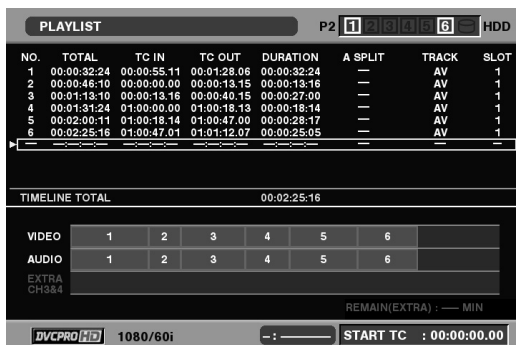 PLAYLIST P2 1 2 3 4 5 6 HDD
NO. TOTAL TC IN TC OUT DURATION A SPLIT TRACK SLOT
1 00:00:32:24 00:00:55.11 00:01:28.06 00:00:32:24 — AV 1
2 00:00:46:10 00:00:00.00 00:00:13.15 00:00:13:16 — AV 1
3 00:01:13:10 00:00:13.16 00:00:40.15 00:00:27:00 — AV 1
4 00:01:31:24 01:00:00.00 01:00:18.13 00:00:18:14 — AV 1
5 00:02:00:11 01:00:18.14 01:00:47.00 00:00:28:17 — AV 1
6 00:02:25:16 01:00:47.01 01:01:12.07 00:00:25:05 — AV 1
— —:—:—:— —:—:—:— —:—:—:— —:—:—:— — — —
TIMELINE TOTAL 00:02:25:16
VIDEO 1 2 3 4 5 6
AUDIO 1 2 3 4 5 6
EXTRA
CH3&4
REMAIN(EXTRA) : — MIN
DVCPRO HD 1080/60i –: ——— START TC : 00:00:00.00